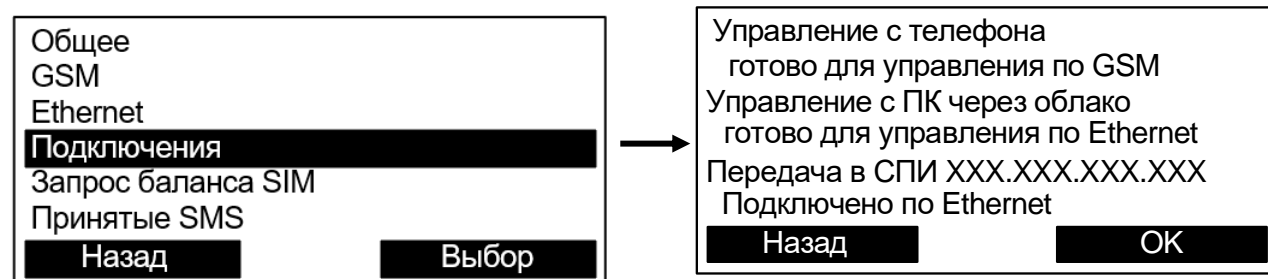 Общее
GSM
Ethernet
Подключения
Запрос баланса SIM
Принятые SMS
Назад Выбор
Управление с телефона
готово для управления по GSM
Управление с ПК через облако
готово для управления по Ethernet
Передача в СПИ XXX.XXX.XXX.XXX
Подключено по Ethernet
Назад OK